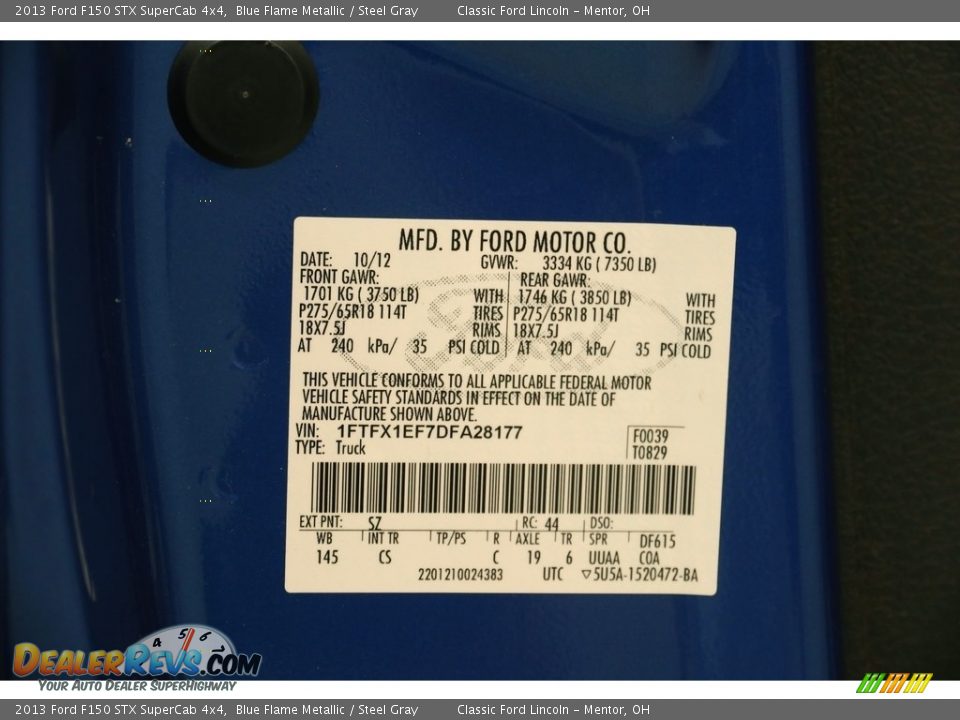 2013 Ford F150 STX SuperCab 4x4, Blue Flame Metallic / Steel Gray Classic Ford Lincoln - Mentor, OH
MFD. BY FORD MOTOR CO.
DATE: 10/12 GVWR: 3334 KG ( 7350 LB)
FRONT GAWR: REAR GAWR:
1701 KG ( 3750 LB) WITH 1746 KG ( 3850 LB) WITH
P275/65R18 114T TIRES P275/65R18 114T TIRES
18X7.5J RIMS 18X7.5J RIMS
AT 240 kPa/ 35 PSI COLD AT 240 kPa/ 35 PSI COLD
THIS VEHICLE CONFORMS TO ALL APPLICABLE FEDERAL MOTOR
VEHICLE SAFETY STANDARDS IN EFFECT ON THE DATE OF
MANUFACTURE SHOWN ABOVE.
VIN: 1FTFX1EF7DFA28177 F0039
TYPE: Truck T0829
EXT PNT: SZ RC: 44 DSO:
WB INT TR TP/PS R AXLE TR SPR DF615
145 CS C 19 6 UUAA COA
2201210024383 UTC ▽5U5A-1520472-BA
4 5 6
DEALERREVS.COM
YOUR AUTO DEALER SUPERHIGHWAY
2013 Ford F150 STX SuperCab 4x4, Blue Flame Metallic / Steel Gray Classic Ford Lincoln - Mentor, OH